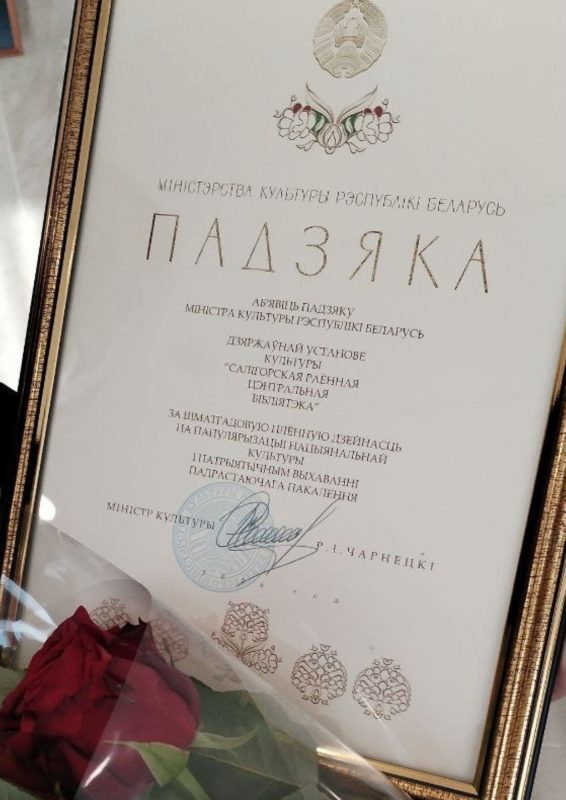 МІНІСТЭРСТВА КУЛЬТУРЫ РЭСПУБЛІКІ БЕЛАРУСЬ
ПАДЗЯКА
АБ'ЯВІЦЬ ПАДЗЯКУ
МІНІСТРА КУЛЬТУРЫ РЭСПУБЛІКІ БЕЛАРУСЬ
ДЗЯРЖАЎНАЙ УСТАНОВЕ
КУЛЬТУРЫ
"САЛІГОРСКАЯ РАЁННАЯ
ЦЭНТРАЛЬНАЯ
БІБЛІЯТЭКА"
ЗА ШМАТГАДОВУЮ ПЛЁННУЮ ДЗЕЙНАСЦЬ
ПА ПАПУЛЯРЫЗАЦЫІ НАЦЫЯНАЛЬНАЙ
КУЛЬТУРЫ
І ПАТРЫЯТЫЧНЫМ ВЫХАВАННІ
ПАДРАСТАЮЧАГА ПАКАЛЕННЯ
МІНІСТР КУЛЬТУРЫ Р.І.ЧАРНЕЦКІ
год